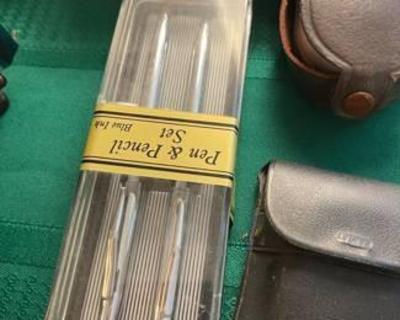 Pen & Pencil
Set
Blue Ink